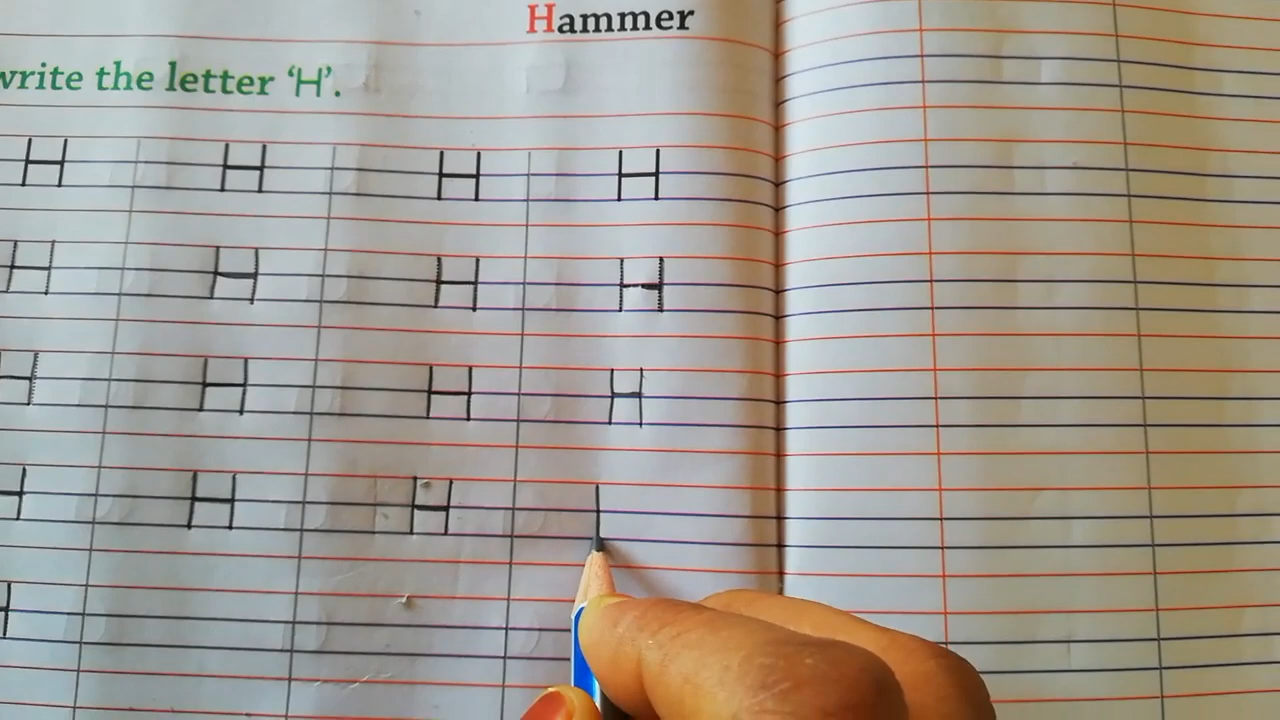 Hammer
write the letter 'H'.
H H H H
H H H H
H H H H
H H H
H